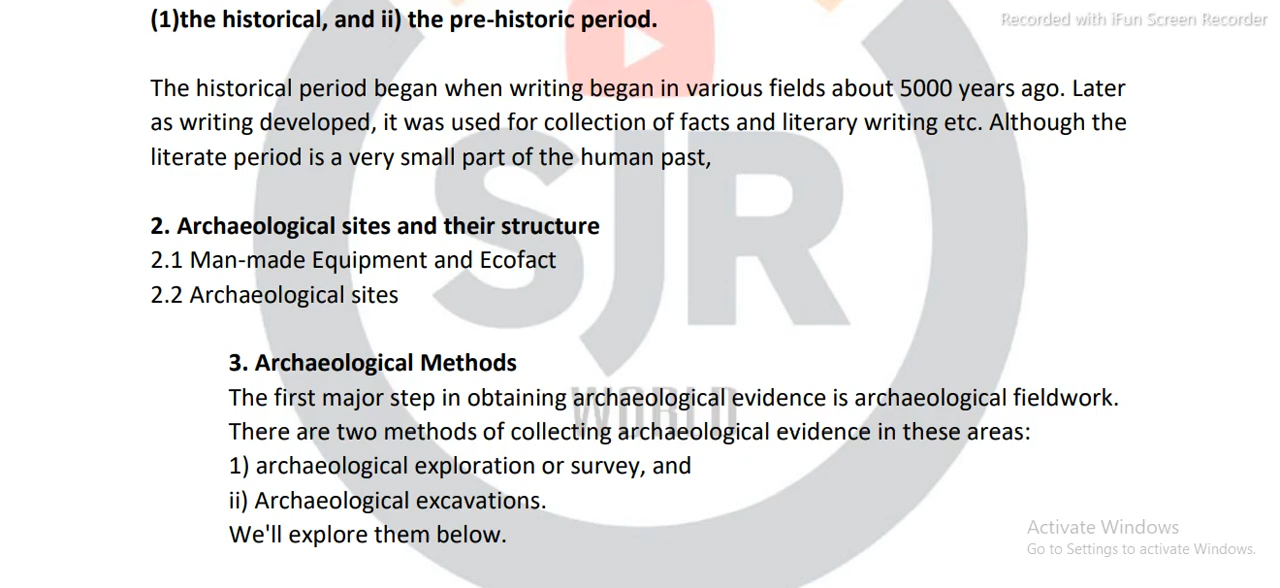 (1)the historical, and ii) the pre-historic period.
Recorded with iFun Screen Recorder
The historical period began when writing began in various fields about 5000 years ago. Later
as writing developed, it was used for collection of facts and literary writing etc. Although the
literate period is a very small part of the human past,
2. Archaeological sites and their structure
2.1 Man-made Equipment and Ecofact
2.2 Archaeological sites
SJR
WORLD
3. Archaeological Methods
The first major step in obtaining archaeological evidence is archaeological fieldwork.
There are two methods of collecting archaeological evidence in these areas:
1) archaeological exploration or survey, and
ii) Archaeological excavations.
We'll explore them below.
Activate Windows
Go to Settings to activate Windows.